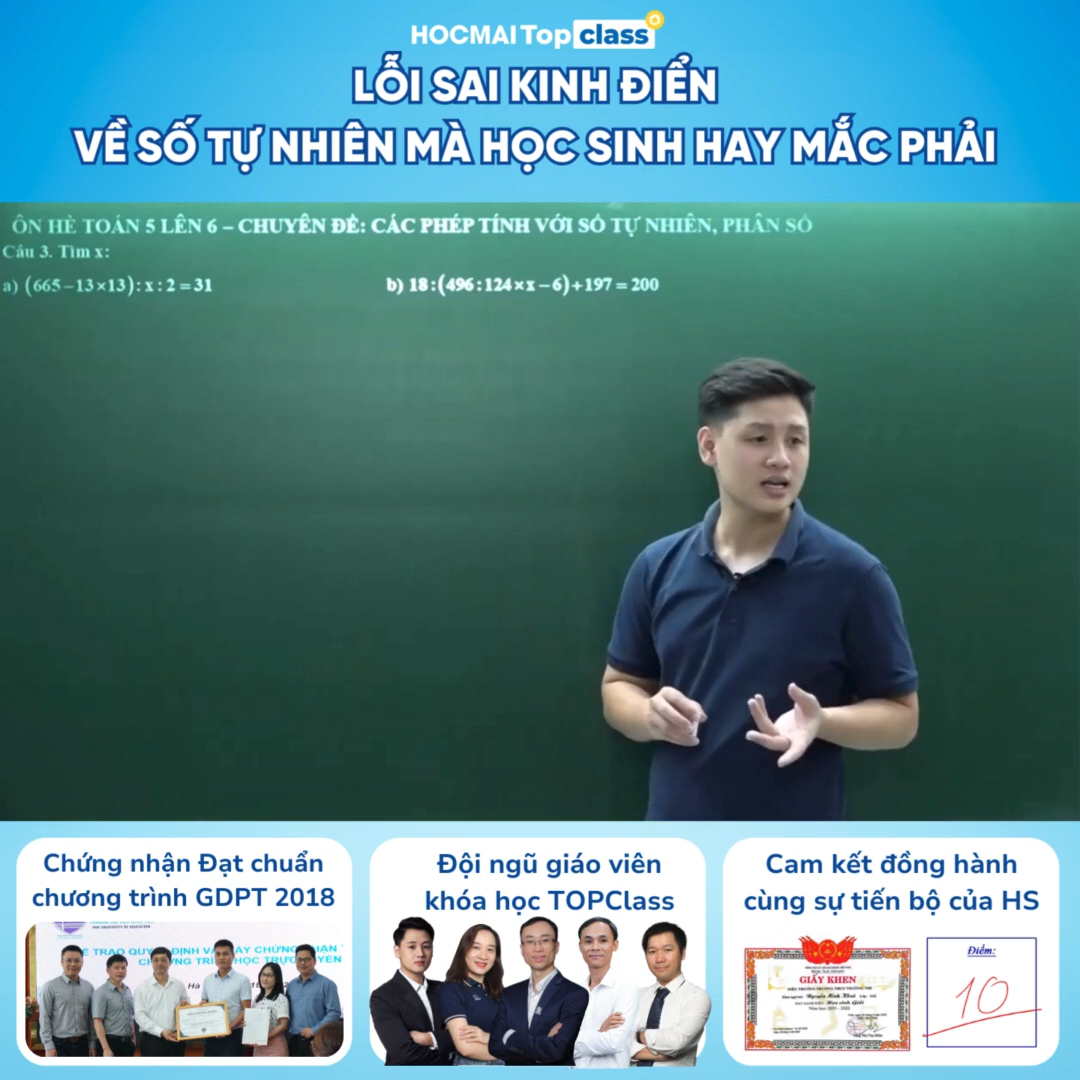 HOCMAI Top class
LỖI SAI KINH ĐIỂN
VỀ SỐ TỰ NHIÊN MÀ HỌC SINH HAY MẮC PHẢI
ÔN HÈ TOÁN 5 LÊN 6 – CHUYÊN ĐỀ: CÁC PHÉP TÍNH VỚI SỐ TỰ NHIÊN, PHÂN SỐ
Câu 3. Tìm x:
a) (665–13×13):x:2=31
b) 18:(496:124×x–6)+197=200
Chứng nhận Đạt chuẩn
chương trình GDPT 2018
Đội ngũ giáo viên
khóa học TOPClass
Cam kết đồng hành
cùng sự tiến bộ của HS
GIẤY KHEN
Điểm:
10